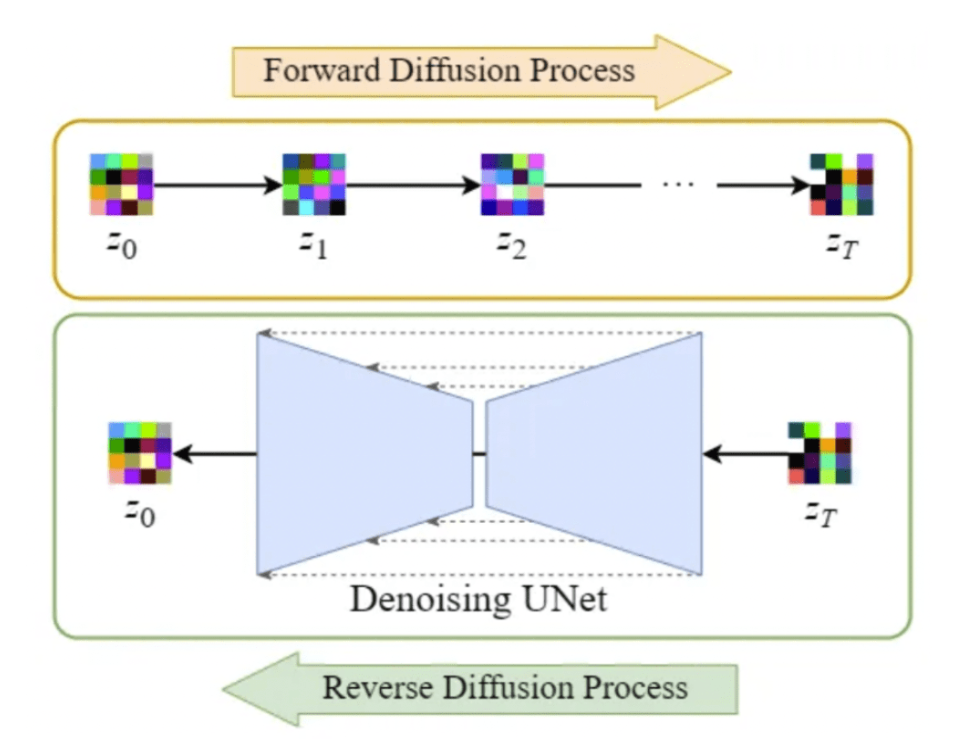 Forward Diffusion Process
z0
z1
z2
...
zT
z0
zT
Denoising UNet
Reverse Diffusion Process